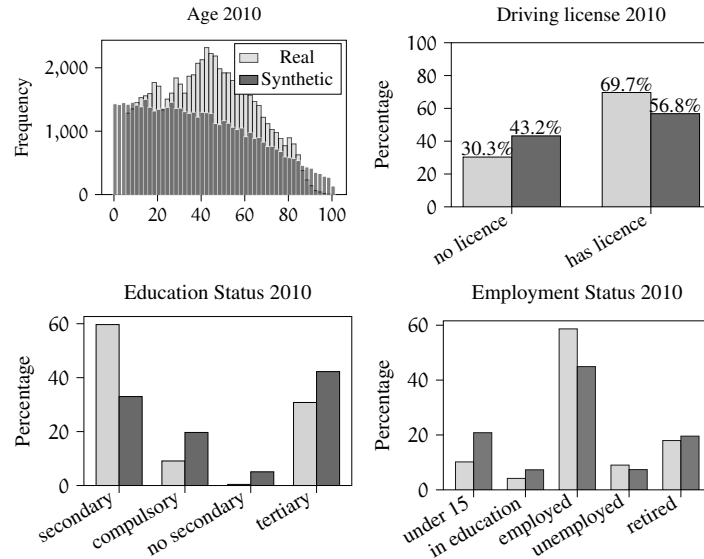 Age 2010
Frequency
2,000
1,000
0
0 20 40 60 80 100
Real
Synthetic
Driving license 2010
Percentage
100
80
60
40
20
0
30.3%
43.2%
69.7%
56.8%
no licence
has licence
Education Status 2010
Percentage
60
40
20
0
secondary
compulsory
no secondary
tertiary
Employment Status 2010
Percentage
60
40
20
0
under 15
in education
employed
unemployed
retired